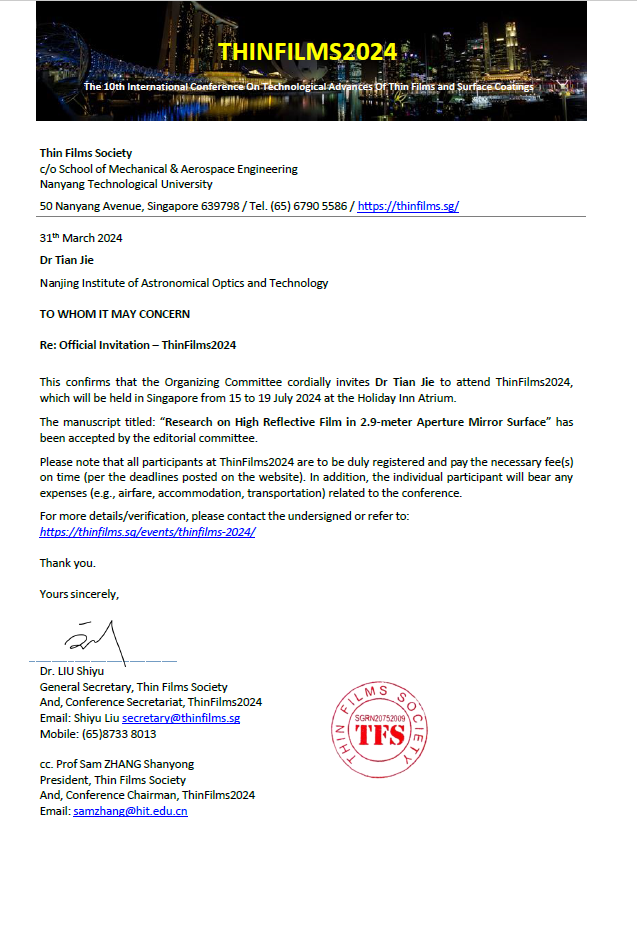 THINFILMS2024
The 10th International Conference On Technological Advances Of Thin Films and Surface Coatings
Thin Films Society
c/o School of Mechanical & Aerospace Engineering
Nanyang Technological University
50 Nanyang Avenue, Singapore 639798 / Tel. (65) 6790 5586 / https://thinfilms.sg/
31th March 2024
Dr Tian Jie
Nanjing Institute of Astronomical Optics and Technology
TO WHOM IT MAY CONCERN
Re: Official Invitation – ThinFilms2024
This confirms that the Organizing Committee cordially invites Dr Tian Jie to attend ThinFilms2024,
which will be held in Singapore from 15 to 19 July 2024 at the Holiday Inn Atrium.
The manuscript titled: “Research on High Reflective Film in 2.9-meter Aperture Mirror Surface” has
been accepted by the editorial committee.
Please note that all participants at ThinFilms2024 are to be duly registered and pay the necessary fee(s)
on time (per the deadlines posted on the website). In addition, the individual participant will bear any
expenses (e.g., airfare, accommodation, transportation) related to the conference.
For more details/verification, please contact the undersigned or refer to:
https://thinfilms.sg/events/thinfilms-2024/
Thank you.
Yours sincerely,
Dr. LIU Shiyu
General Secretary, Thin Films Society
And, Conference Secretariat, ThinFilms2024
Email: Shiyu Liu secretary@thinfilms.sg
Mobile: (65)8733 8013
THIN FILMS SOCIETY
SGRN20752009
TFS
cc. Prof Sam ZHANG Shanyong
President, Thin Films Society
And, Conference Chairman, ThinFilms2024
Email: samzhang@hit.edu.cn